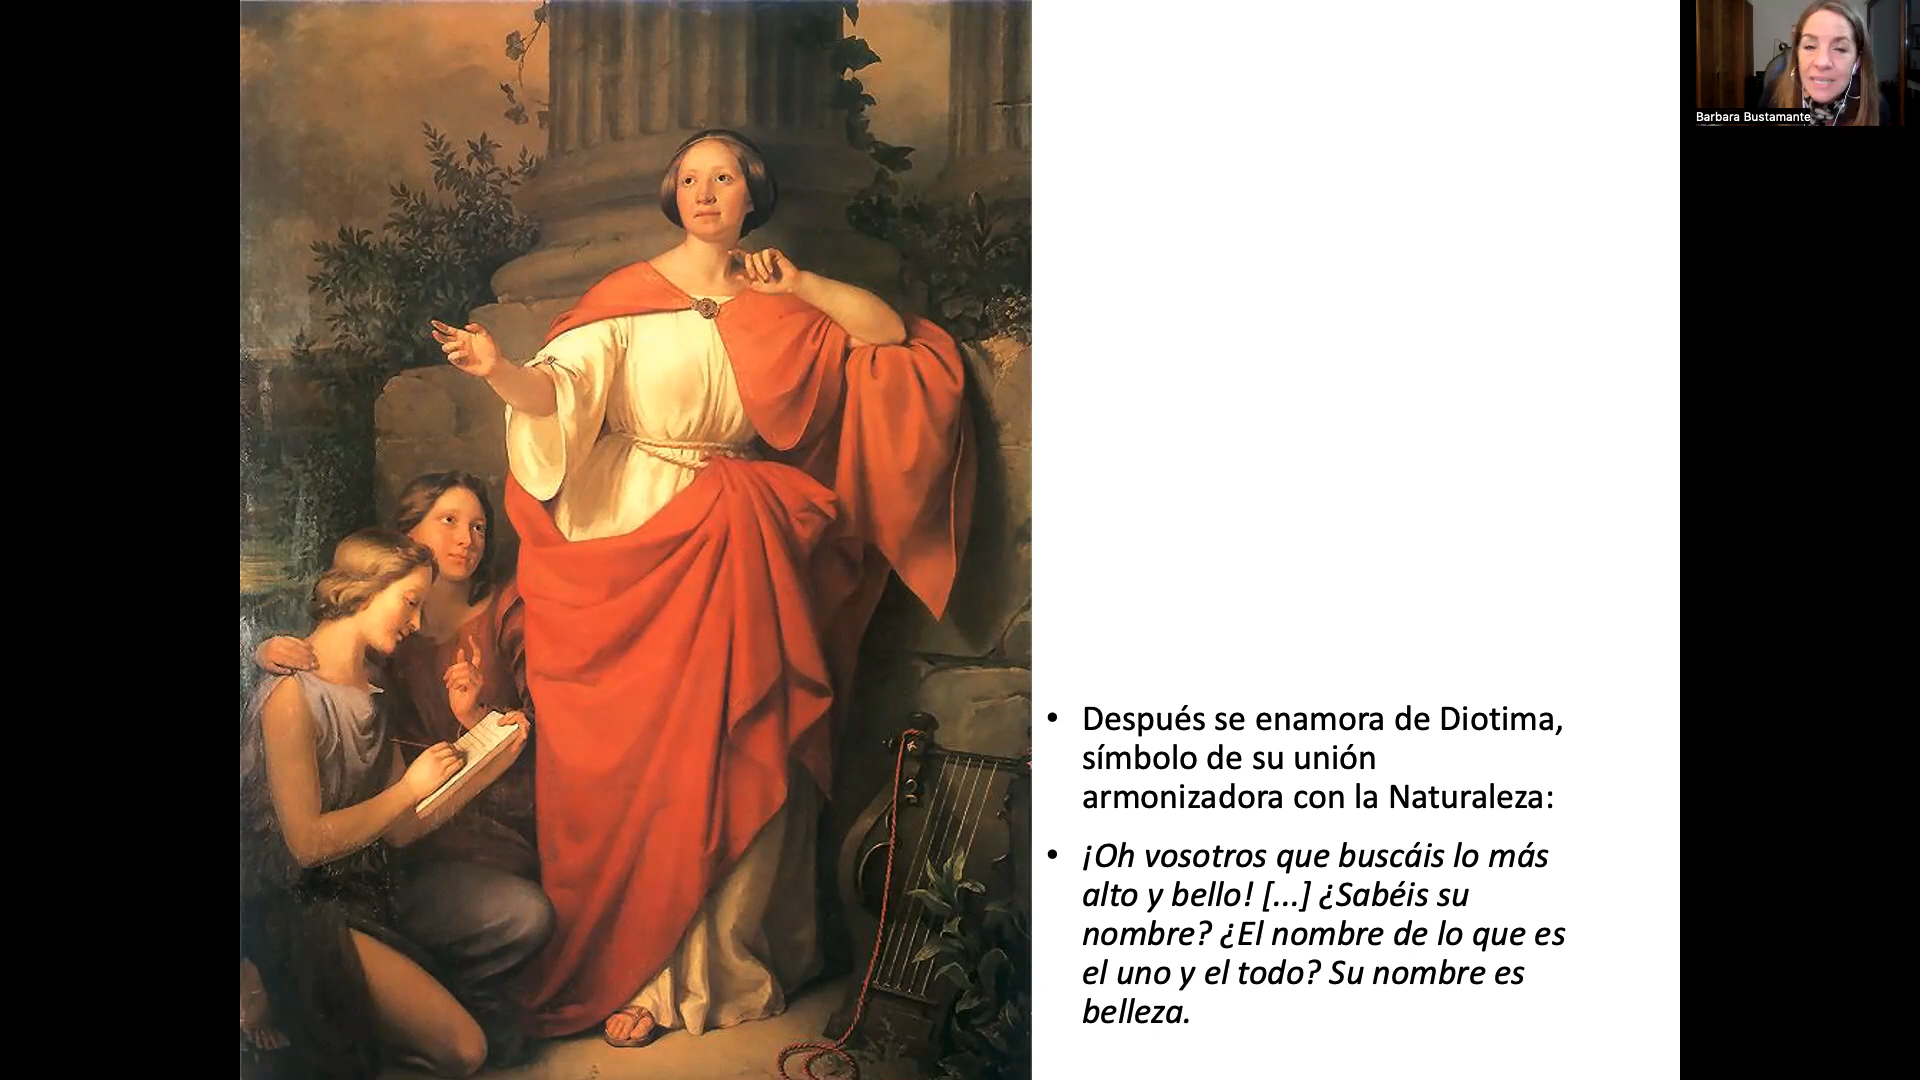 Barbara Bustamante
• Después se enamora de Diotima,
símbolo de su unión
armonizadora con la Naturaleza:
• ¡Oh vosotros que buscáis lo más
alto y bello! [...] ¿Sabéis su
nombre? ¿El nombre de lo que es
el uno y el todo? Su nombre es
belleza.